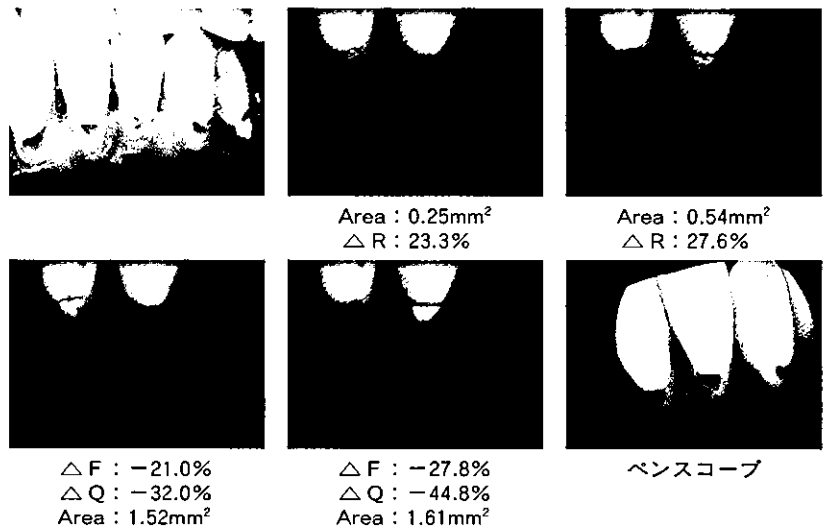 Area：0.25mm²
△R：23.3%
Area：0.54mm²
△R：27.6%
△F：−21.0%
△Q：−32.0%
Area：1.52mm²
△F：−27.8%
△Q：−44.8%
Area：1.61mm²
ペンスコープ